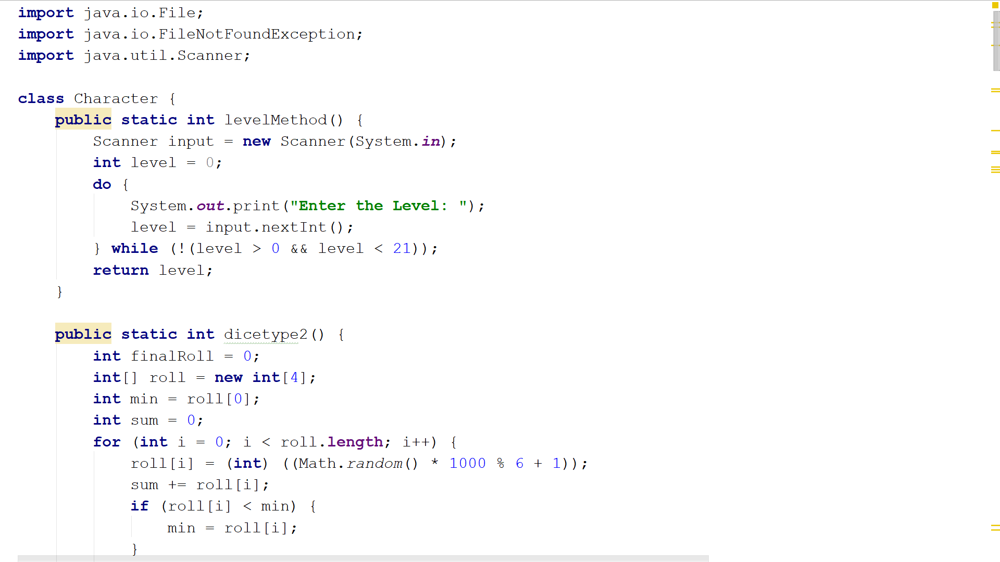 import java.io.File;
import java.io.FileNotFoundException;
import java.util.Scanner;

class Character {
    public static int levelMethod() {
        Scanner input = new Scanner(System.in);
        int level = 0;
        do {
            System.out.print("Enter the Level: ");
            level = input.nextInt();
        } while (!(level > 0 && level < 21));
        return level;
    }

    public static int dicetype2() {
        int finalRoll = 0;
        int[] roll = new int[4];
        int min = roll[0];
        int sum = 0;
        for (int i = 0; i < roll.length; i++) {
            roll[i] = (int) ((Math.random() * 1000 % 6 + 1));
            sum += roll[i];
            if (roll[i] < min) {
                min = roll[i];
            }